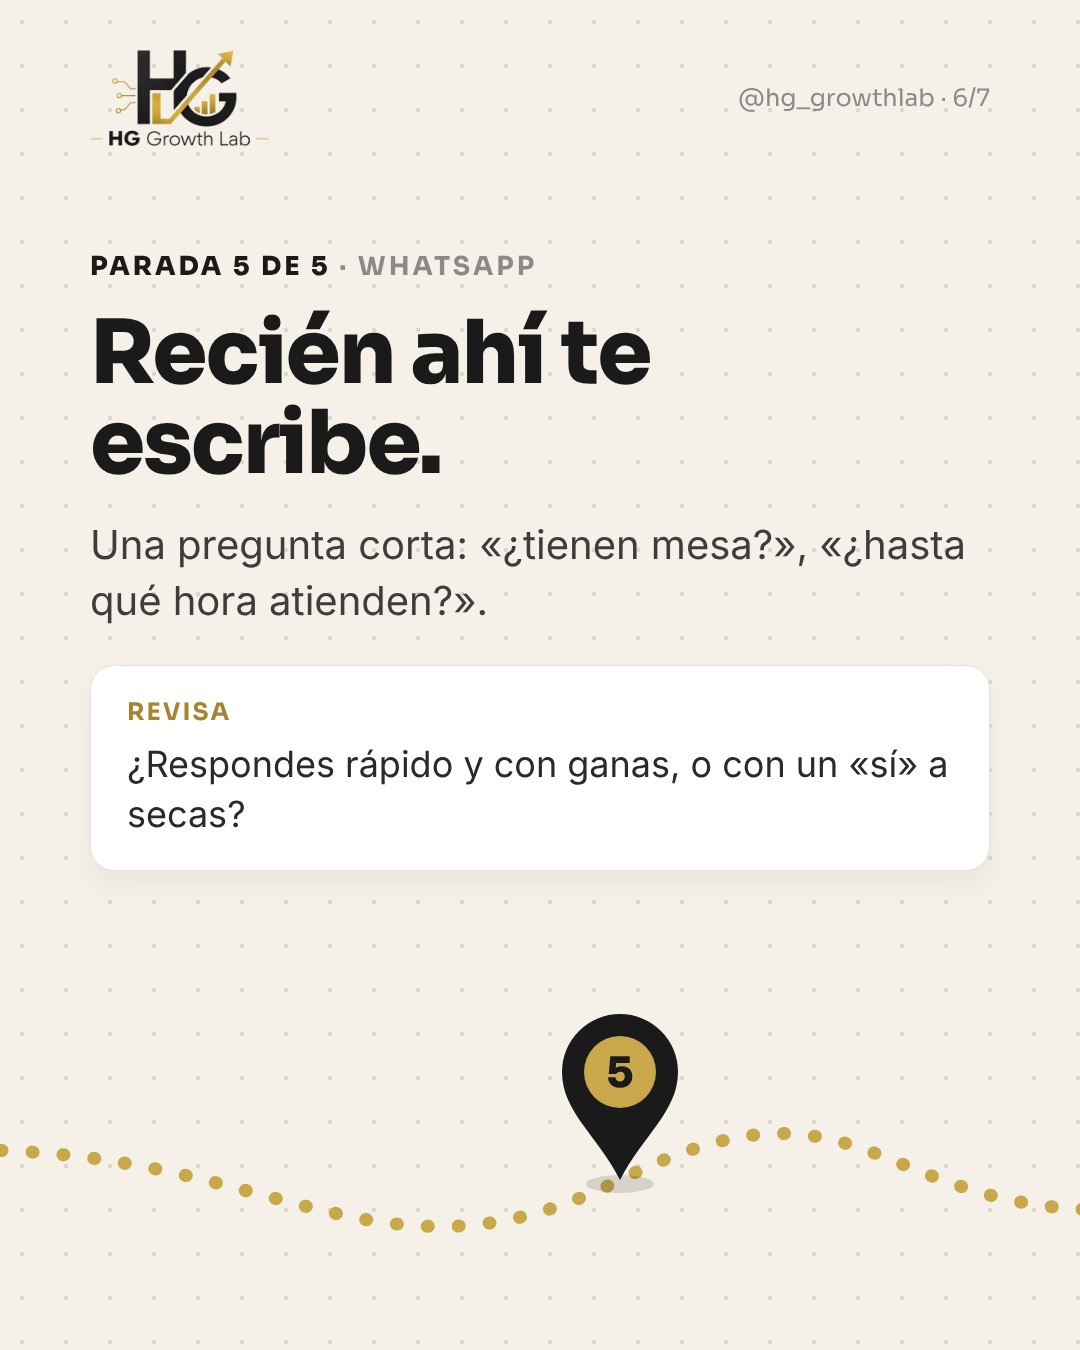 HG
HG Growth Lab
@hg_growthlab · 6/7
PARADA 5 DE 5 · WHATSAPP
Recién ahí te
escribe.
Una pregunta corta: «¿tienen mesa?», «¿hasta
qué hora atienden?».
REVISA
¿Respondes rápido y con ganas, o con un «sí» a
secas?
5